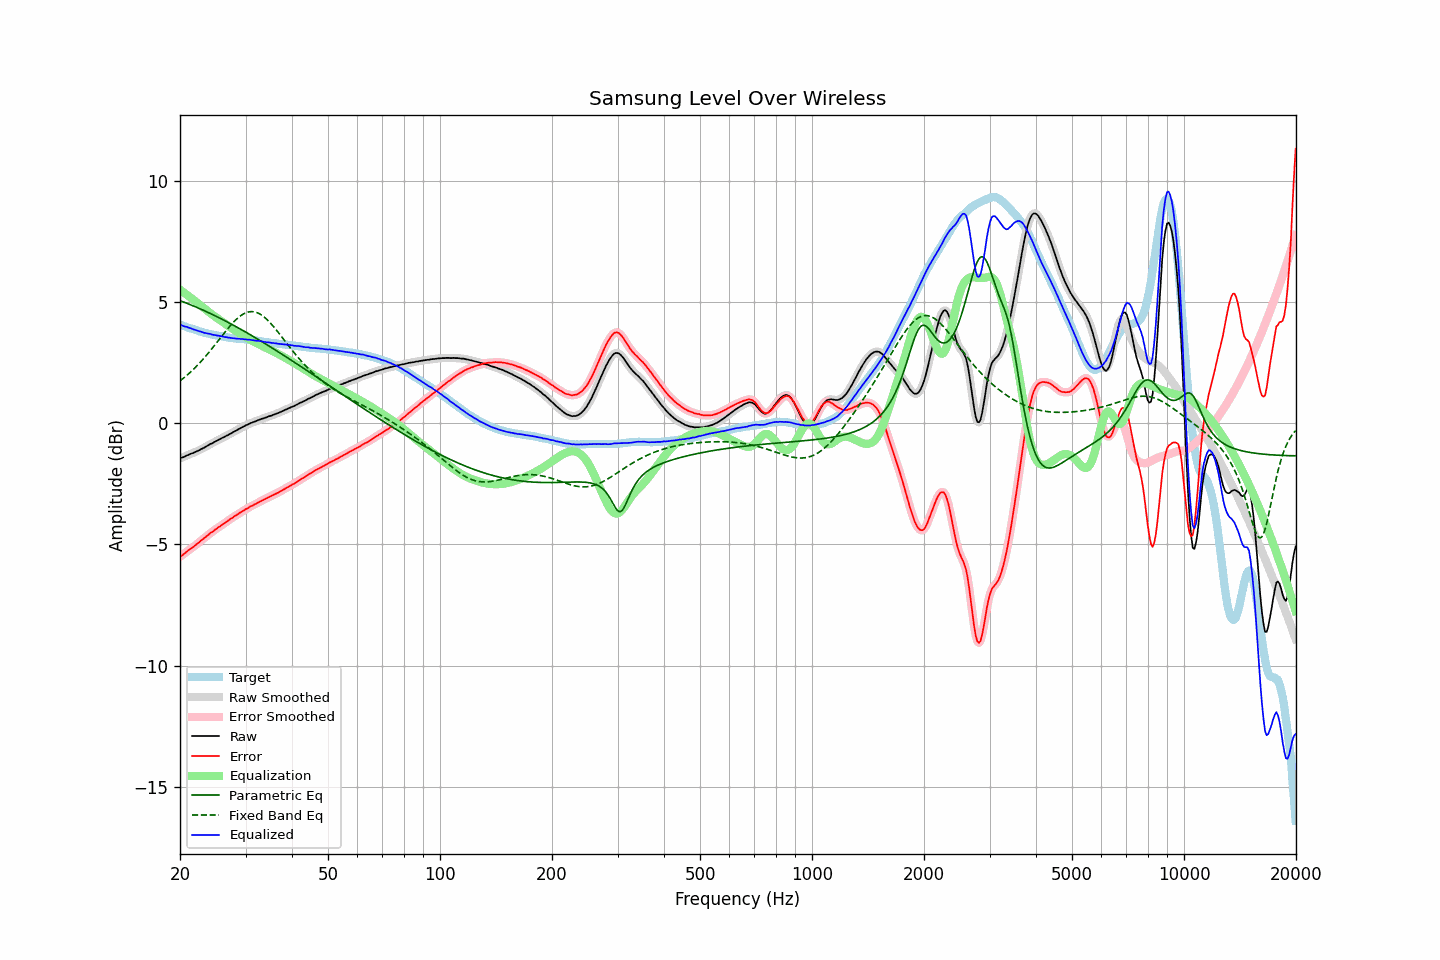 Samsung Level Over Wireless
Amplitude (dBr)
10
5
0
−5
−10
−15
Target
Raw Smoothed
Error Smoothed
Raw
Error
Equalization
Parametric Eq
Fixed Band Eq
Equalized
20 50 100 200 500 1000 2000 5000 10000 20000
Frequency (Hz)